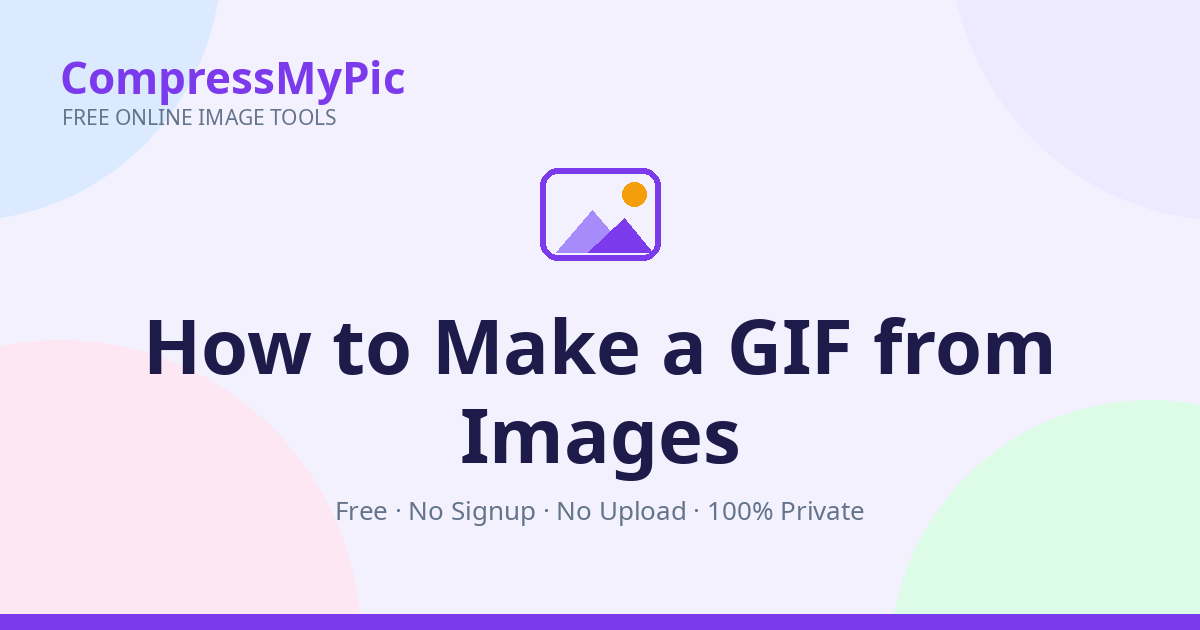 CompressMyPic
FREE ONLINE IMAGE TOOLS
How to Make a GIF from
Images
Free · No Signup · No Upload · 100% Private